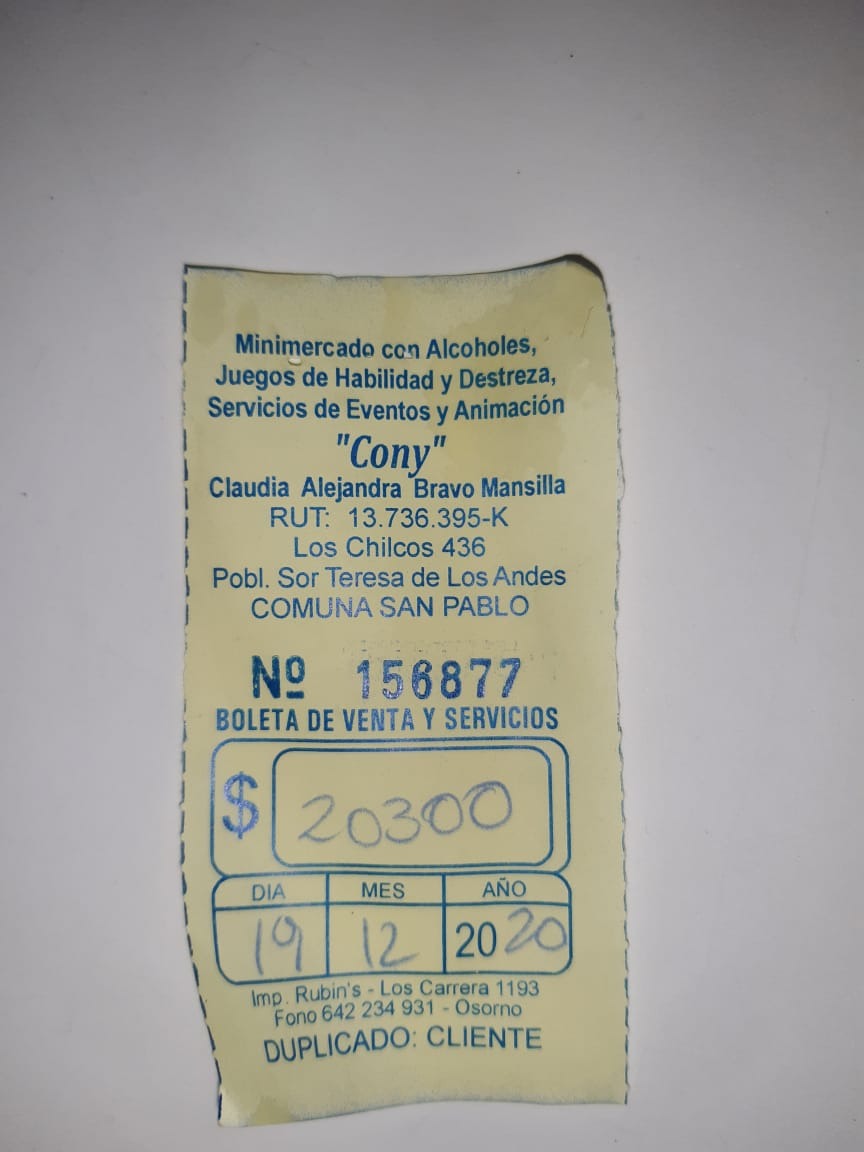 Minimercado con Alcoholes,
Juegos de Habilidad y Destreza,
Servicios de Eventos y Animación
"Cony"
Claudia Alejandra Bravo Mansilla
RUT: 13.736.395-K
Los Chilcos 436
Pobl. Sor Teresa de Los Andes
COMUNA SAN PABLO
Nº 156877
BOLETA DE VENTA Y SERVICIOS
$ 20300
DIA MES AÑO
19 12 2020
Imp. Rubin's - Los Carrera 1193
Fono 642 234 931 - Osorno
DUPLICADO: CLIENTE